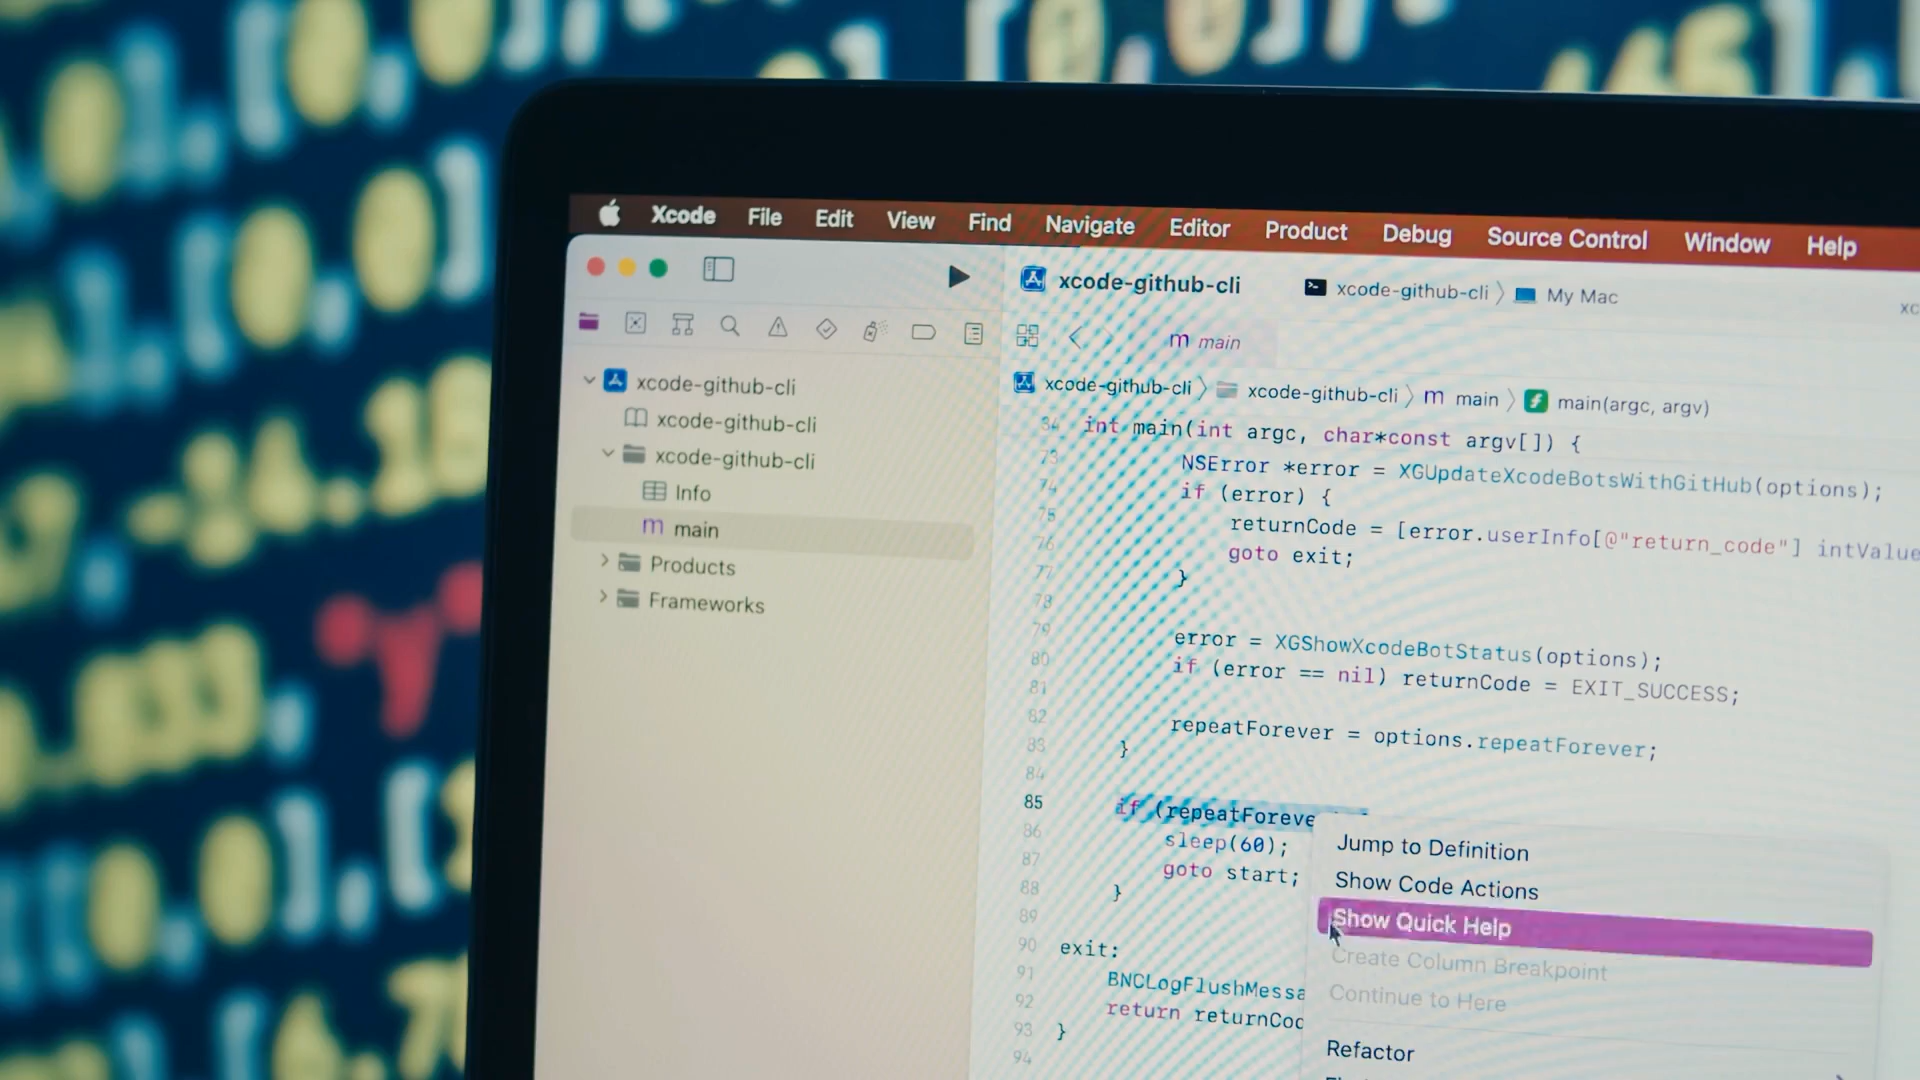 Xcode File Edit View Find Navigate Editor Product Debug Source Control Window Help
xcode-github-cli xcode-github-cli My Mac
main
xcode-github-cli
xcode-github-cli
xcode-github-cli
Info
main
Products
Frameworks
xcode-github-cli xcode-github-cli m main main(argc, argv)
34 int main(int argc, char*const argv[]) {
73 NSError *error = XGUpdateXcodeBotsWithGitHub(options);
74 if (error) {
75 returnCode = [error.userInfo[@"return_code"] intValue
76 goto exit;
77 }
78
79 error = XGShowXcodeBotStatus(options);
80 if (error == nil) returnCode = EXIT_SUCCESS;
81
82 repeatForever = options.repeatForever;
83 }
84
85 if (repeatForeve
86 sleep(60);
87 goto start;
88 }
89
90 exit:
91 BNCLogFlushMessa
92 return returnCod
93 }
94
Jump to Definition
Show Code Actions
Show Quick Help
Create Column Breakpoint
Continue to Here
Refactor